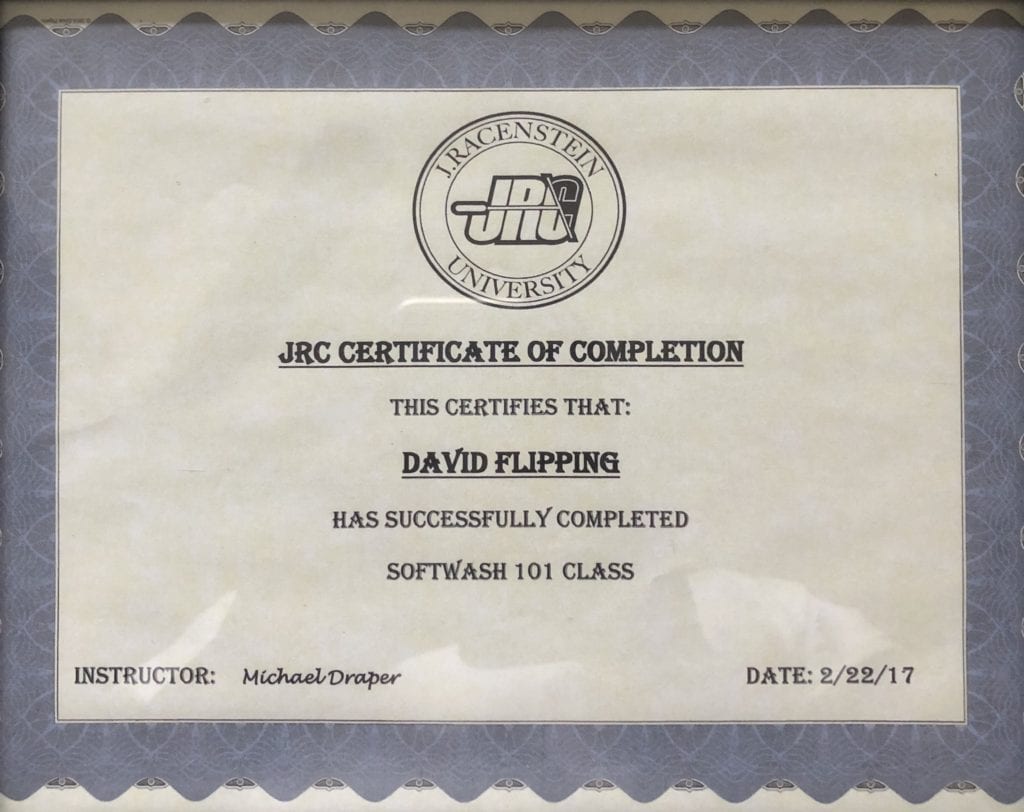 J. RACENSTEIN
JRC
UNIVERSITY
JRC CERTIFICATE OF COMPLETION
THIS CERTIFIES THAT:
DAVID FLIPPING
HAS SUCCESSFULLY COMPLETED
SOFTWASH 101 CLASS
INSTRUCTOR: Michael Draper
DATE: 2/22/17